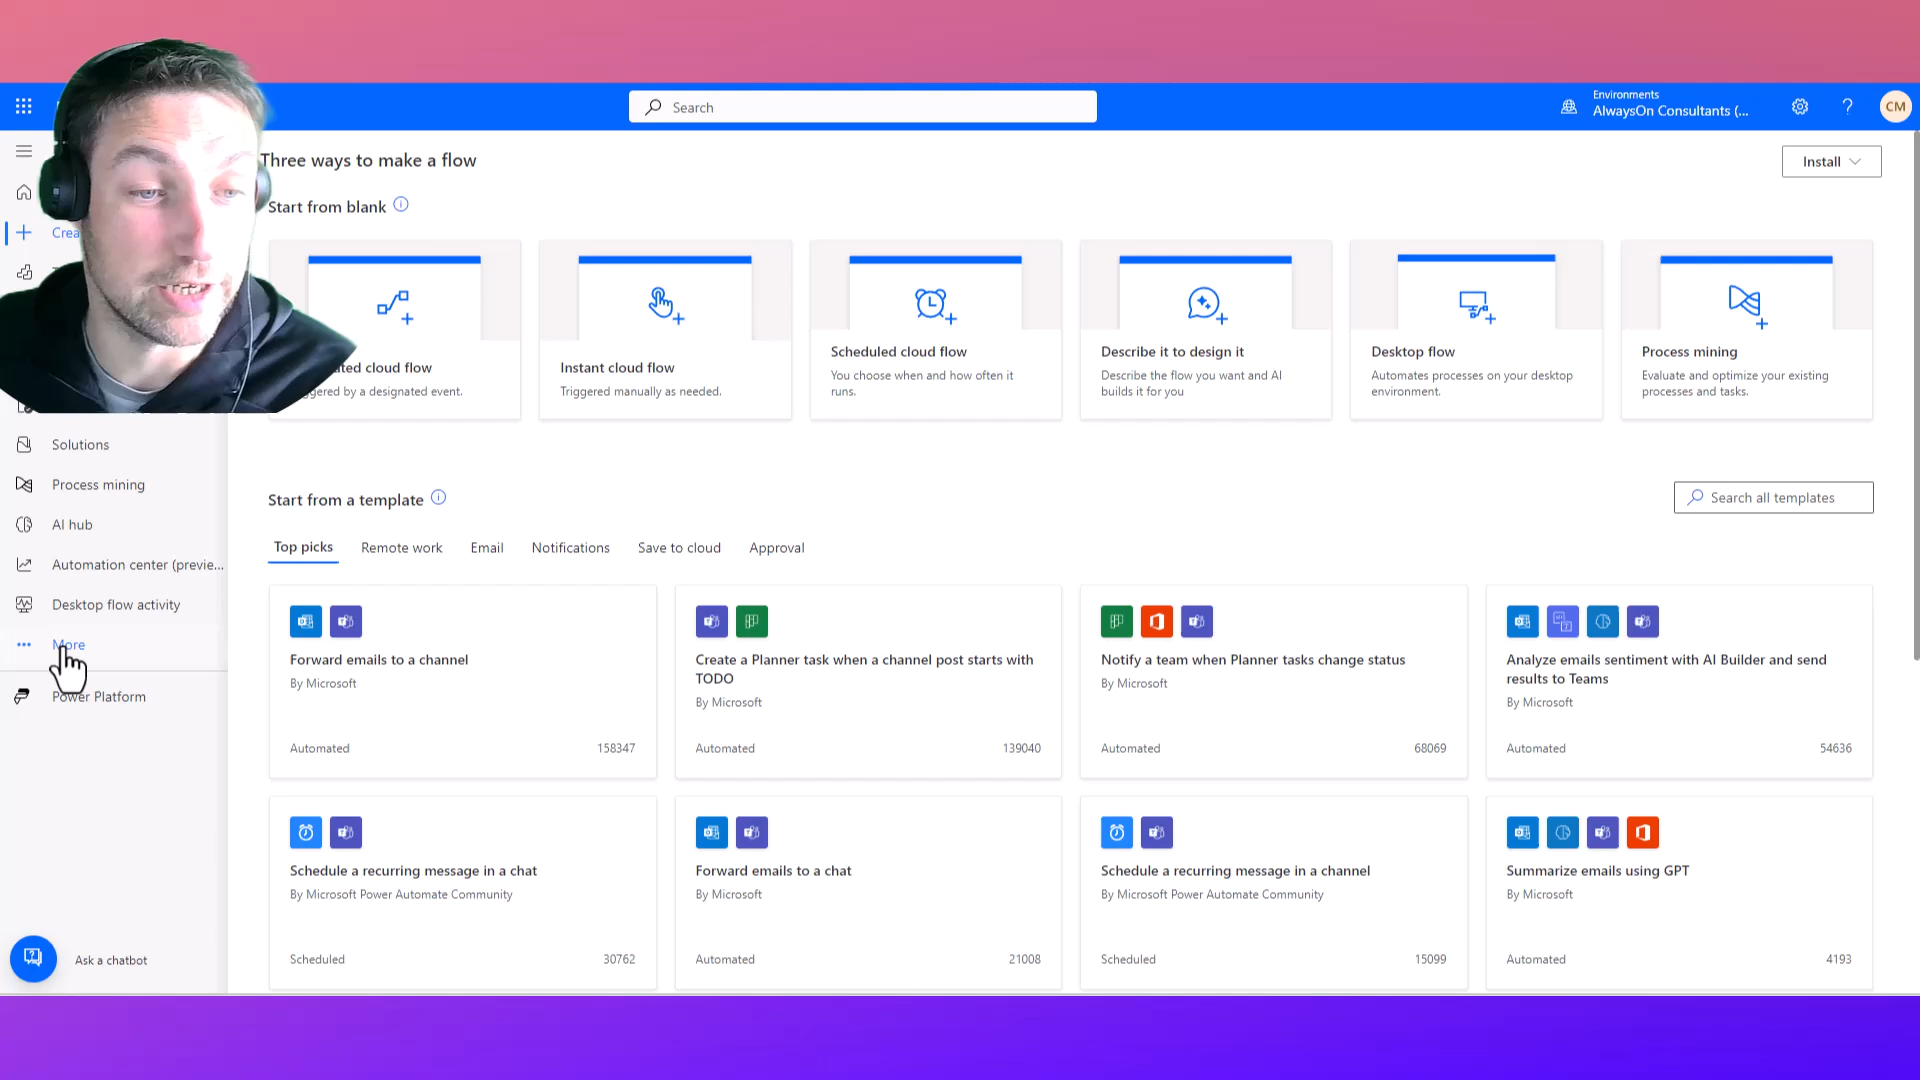 Search
Environments
AlwaysOn Consultants (...
CM
Three ways to make a flow
Install
Start from blank
Crea
ted cloud flow
gered by a designated event.
Instant cloud flow
Triggered manually as needed.
Scheduled cloud flow
You choose when and how often it
runs.
Describe it to design it
Describe the flow you want and AI
builds it for you
Desktop flow
Automates processes on your desktop
environment.
Process mining
Evaluate and optimize your existing
processes and tasks.
Solutions
Process mining
AI hub
Automation center (previe...
Desktop flow activity
More
Power Platform
Ask a chatbot
Start from a template
Search all templates
Top picks
Remote work
Email
Notifications
Save to cloud
Approval
Forward emails to a channel
By Microsoft
Automated
158347
Create a Planner task when a channel post starts with
TODO
By Microsoft
Automated
139040
Notify a team when Planner tasks change status
By Microsoft
Automated
68069
Analyze emails sentiment with AI Builder and send
results to Teams
By Microsoft
Automated
54636
Schedule a recurring message in a chat
By Microsoft Power Automate Community
Scheduled
30762
Forward emails to a chat
By Microsoft
Automated
21008
Schedule a recurring message in a channel
By Microsoft Power Automate Community
Scheduled
15099
Summarize emails using GPT
By Microsoft
Automated
4193